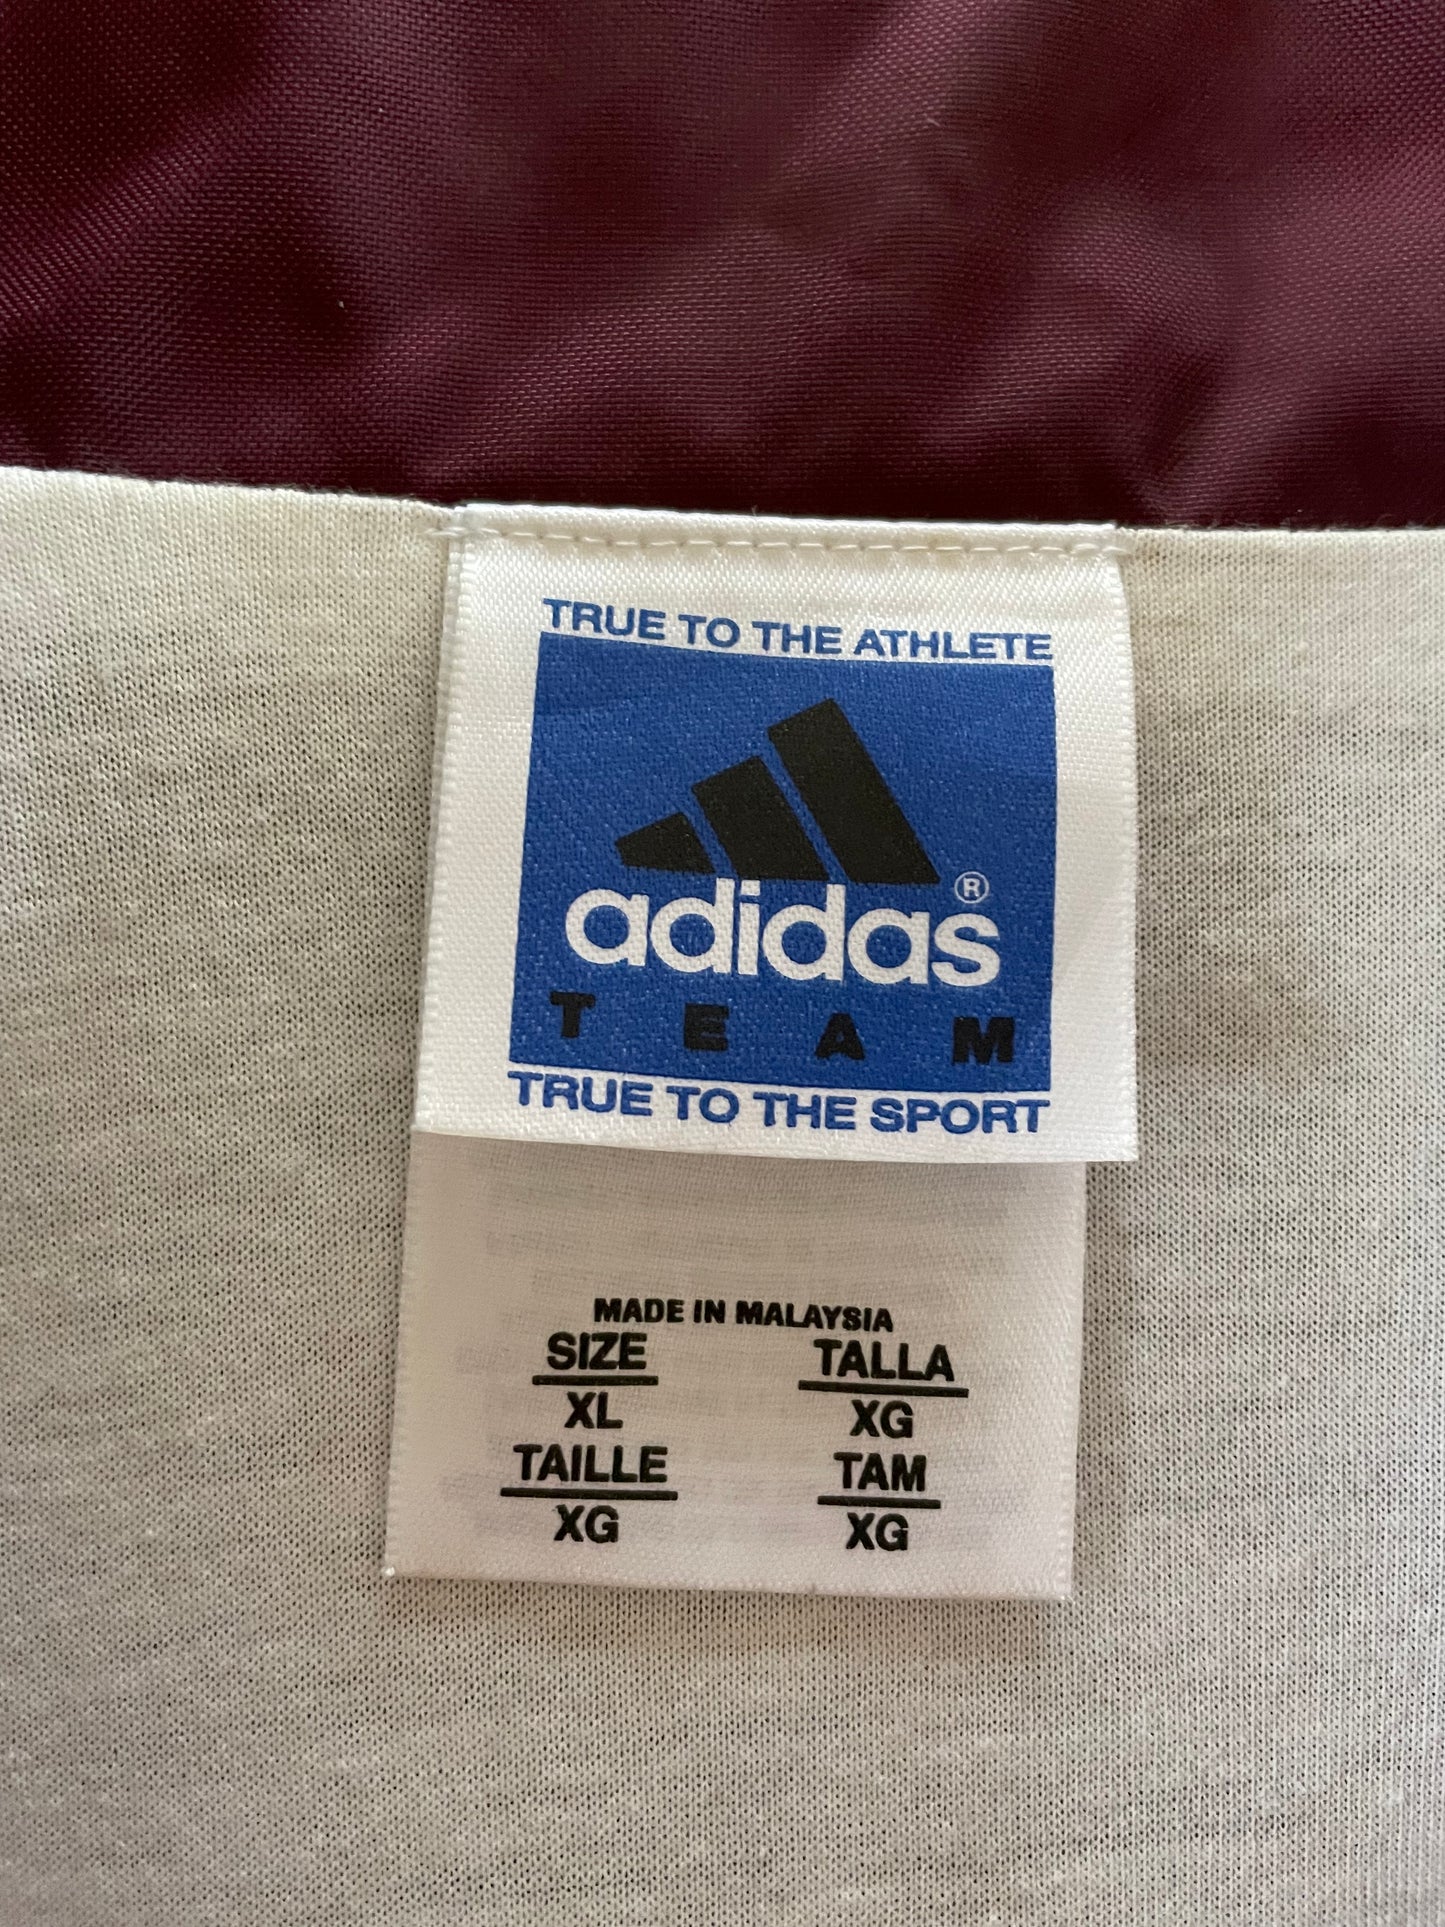 TRUE TO THE ATHLETE
adidas®
TEAM
TRUE TO THE SPORT
MADE IN MALAYSIA
SIZE TALLA
XL XG
TAILLE TAM
XG XG